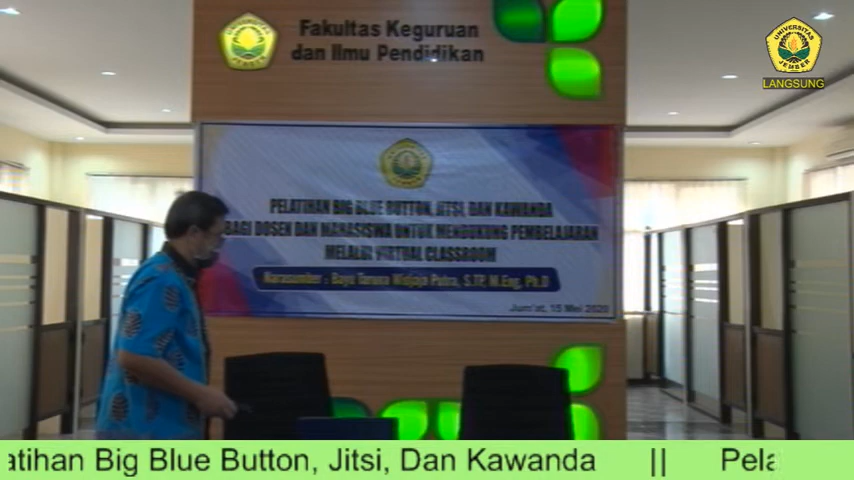 Fakultas Keguruan
dan Ilmu Pendidikan
UNIVERSITAS
JEMBER
LANGSUNG
PELATIHAN BIG BLUE BUTTON, JITSI, DAN KAWANDA
BAGI DOSEN DAN MAHASISWA UNTUK MENDUKUNG PEMBELAJARAN
MELALUI VIRTUAL CLASSROOM
Narasumber : Bayu Taruna Widjaja Putra, S.TP, M.Eng, Ph.D
Jum'at, 15 Mei 2020
atihan Big Blue Button, Jitsi, Dan Kawanda || Pela